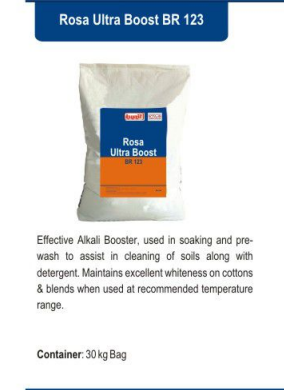 Rosa Ultra Boost BR 123
buzil
Rosa
Ultra Boost
BR 123
Effective Alkali Booster, used in soaking and pre-
wash to assist in cleaning of soils along with
detergent. Maintains excellent whiteness on cottons
& blends when used at recommended temperature
range.
Container: 30 kg Bag